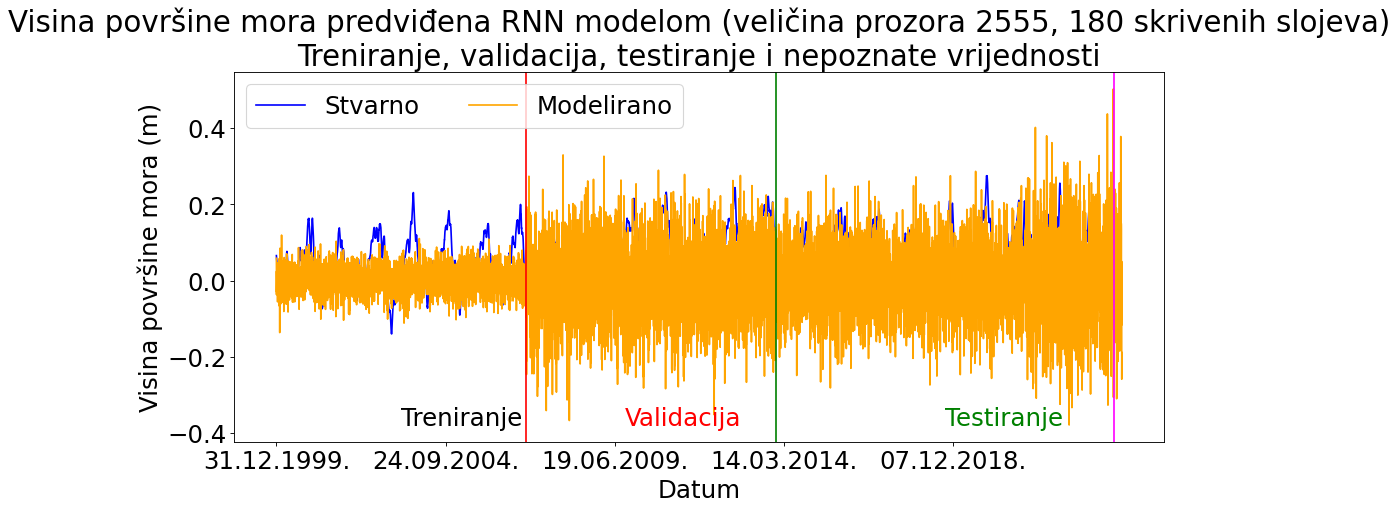 Visina površine mora predviđena RNN modelom (veličina prozora 2555, 180 skrivenih slojeva)
Treniranje, validacija, testiranje i nepoznate vrijednosti
Stvarno
Modelirano
Visina površine mora (m)
0.4
0.2
0.0
−0.2
−0.4
Treniranje
Validacija
Testiranje
31.12.1999.
24.09.2004.
19.06.2009.
14.03.2014.
07.12.2018.
Datum